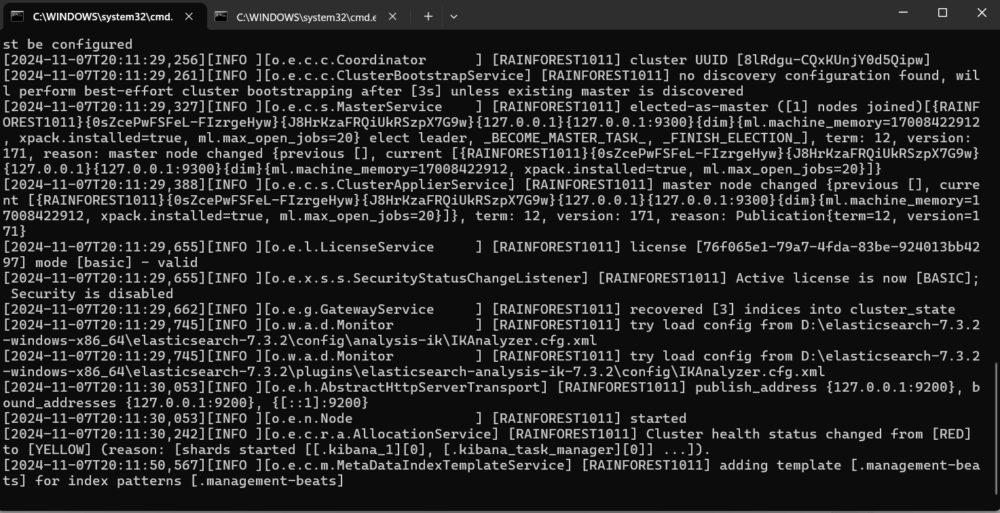 C:\WINDOWS\system32\cmd.
C:\WINDOWS\system32\cmd.e
st be configured
[2024-11-07T20:11:29,256][INFO ][o.e.c.c.Coordinator      ] [RAINFOREST1011] cluster UUID [8lRdgu-CQxKUnjY0d5Qipw]
[2024-11-07T20:11:29,261][INFO ][o.e.c.c.ClusterBootstrapService] [RAINFOREST1011] no discovery configuration found, wil
l perform best-effort cluster bootstrapping after [3s] unless existing master is discovered
[2024-11-07T20:11:29,327][INFO ][o.e.c.s.MasterService    ] [RAINFOREST1011] elected-as-master ([1] nodes joined)[{RAINF
OREST1011}{0sZcePwFSFeL-FIzrgeHyw}{J8HrKzaFRQiUkRSzpX7G9w}{127.0.0.1}{127.0.0.1:9300}{dim}{ml.machine_memory=17008422912
, xpack.installed=true, ml.max_open_jobs=20} elect leader, _BECOME_MASTER_TASK_, _FINISH_ELECTION_], term: 12, version:
171, reason: master node changed {previous [], current [{RAINFOREST1011}{0sZcePwFSFeL-FIzrgeHyw}{J8HrKzaFRQiUkRSzpX7G9w}
{127.0.0.1}{127.0.0.1:9300}{dim}{ml.machine_memory=17008422912, xpack.installed=true, ml.max_open_jobs=20}]}
[2024-11-07T20:11:29,388][INFO ][o.e.c.s.ClusterApplierService] [RAINFOREST1011] master node changed {previous [], curre
nt [{RAINFOREST1011}{0sZcePwFSFeL-FIzrgeHyw}{J8HrKzaFRQiUkRSzpX7G9w}{127.0.0.1}{127.0.0.1:9300}{dim}{ml.machine_memory=1
7008422912, xpack.installed=true, ml.max_open_jobs=20}]}, term: 12, version: 171, reason: Publication{term=12, version=1
71}
[2024-11-07T20:11:29,655][INFO ][o.e.l.LicenseService     ] [RAINFOREST1011] license [76f065e1-79a7-4fda-83be-924013bb42
97] mode [basic] - valid
[2024-11-07T20:11:29,655][INFO ][o.e.x.s.s.SecurityStatusChangeListener] [RAINFOREST1011] Active license is now [BASIC];
 Security is disabled
[2024-11-07T20:11:29,662][INFO ][o.e.g.GatewayService     ] [RAINFOREST1011] recovered [3] indices into cluster_state
[2024-11-07T20:11:29,745][INFO ][o.w.a.d.Monitor          ] [RAINFOREST1011] try load config from D:\elasticsearch-7.3.2
-windows-x86_64\elasticsearch-7.3.2\config\analysis-ik\IKAnalyzer.cfg.xml
[2024-11-07T20:11:29,745][INFO ][o.w.a.d.Monitor          ] [RAINFOREST1011] try load config from D:\elasticsearch-7.3.2
-windows-x86_64\elasticsearch-7.3.2\plugins\elasticsearch-analysis-ik-7.3.2\config\IKAnalyzer.cfg.xml
[2024-11-07T20:11:30,053][INFO ][o.e.h.AbstractHttpServerTransport] [RAINFOREST1011] publish_address {127.0.0.1:9200}, b
ound_addresses {127.0.0.1:9200}, {[::1]:9200}
[2024-11-07T20:11:30,053][INFO ][o.e.n.Node               ] [RAINFOREST1011] started
[2024-11-07T20:11:30,242][INFO ][o.e.c.r.a.AllocationService] [RAINFOREST1011] Cluster health status changed from [RED]
to [YELLOW] (reason: [shards started [[.kibana_1][0], [.kibana_task_manager][0]] ...]).
[2024-11-07T20:11:50,567][INFO ][o.e.c.m.MetaDataIndexTemplateService] [RAINFOREST1011] adding template [.management-bea
ts] for index patterns [.management-beats]